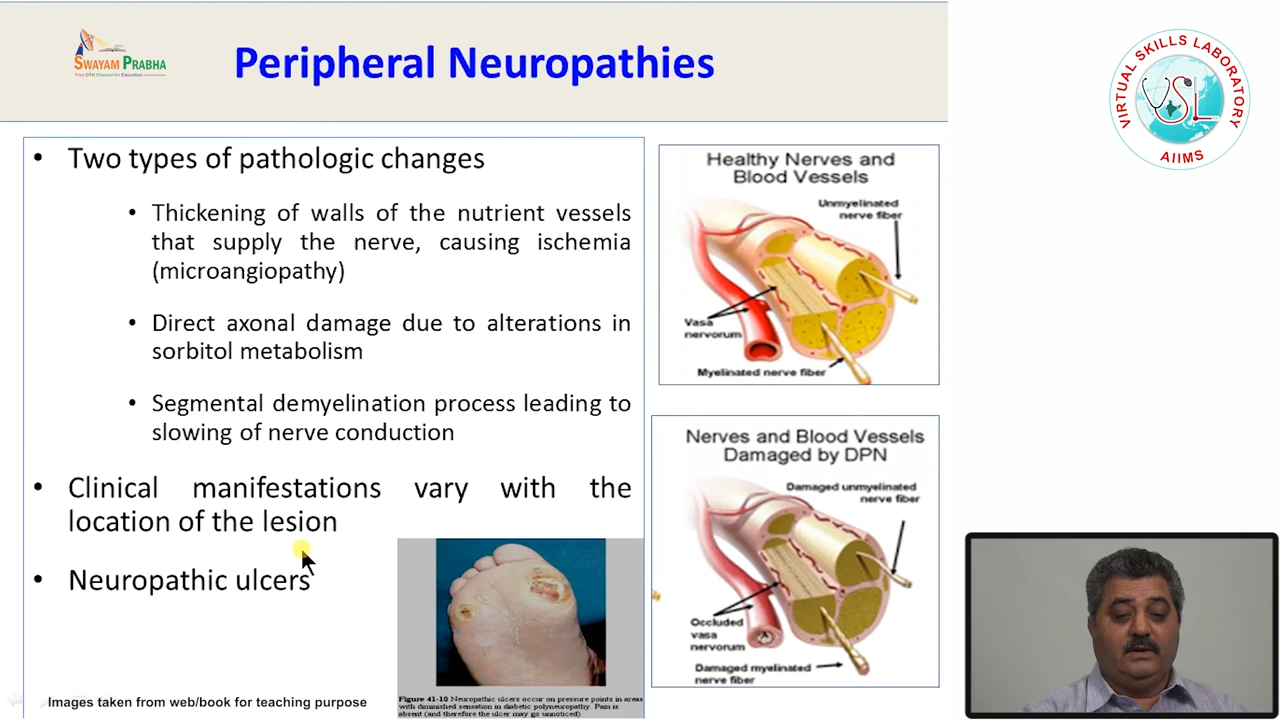 SWAYAM PRABHA
Free DTH Channel for Education
Peripheral Neuropathies
VIRTUAL SKILLS LABORATORY
VSL
AIIMS
• Two types of pathologic changes
• Thickening of walls of the nutrient vessels
that supply the nerve, causing ischemia
(microangiopathy)
• Direct axonal damage due to alterations in
sorbitol metabolism
• Segmental demyelination process leading to
slowing of nerve conduction
• Clinical manifestations vary with the
location of the lesion
• Neuropathic ulcers
Healthy Nerves and
Blood Vessels
Unmyelinated
nerve fiber
Vasa
nervorum
Myelinated nerve fiber
Nerves and Blood Vessels
Damaged by DPN
Damaged unmyelinated
nerve fiber
Occluded
vasa
nervorum
Damaged myelinated
nerve fiber
Figure 41-10 Neuropathic ulcers occur on pressure points in areas
with diminished sensation in diabetic polyneuropathy. Pain is
absent (and therefore the ulcer may go unnoticed).
Images taken from web/book for teaching purpose